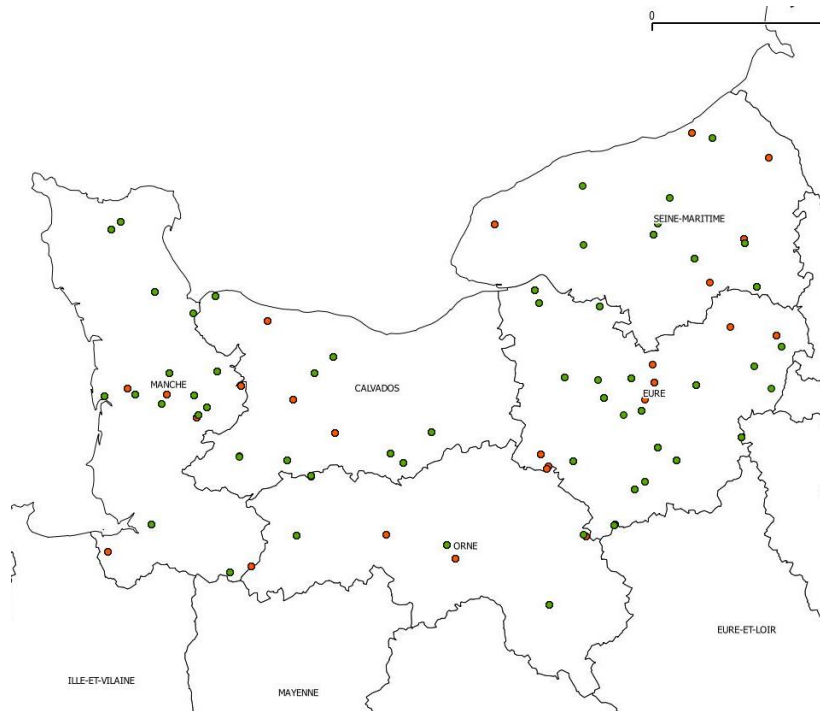 0
SEINE-MARITIME
MANCHE
CALVADOS
EURE
ORNE
EURE-ET-LOIR
ILLE-ET-VILAINE
MAYENNE